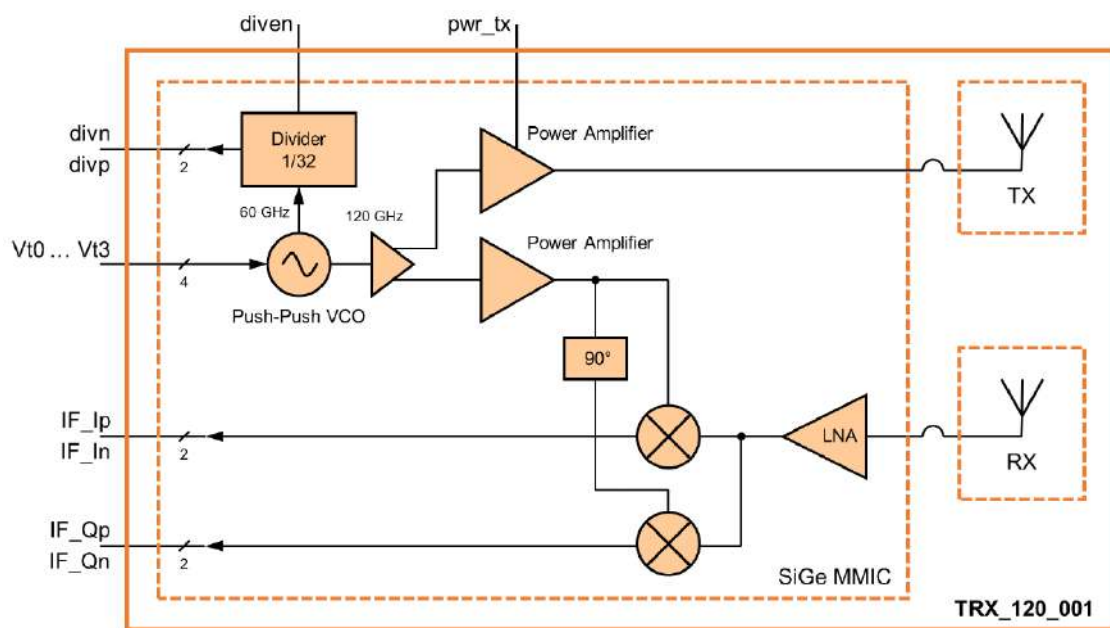 diven
pwr_tx
divn
divp
2
Divider
1/32
Power Amplifier
TX
60 GHz
120 GHz
Vt0 ... Vt3
4
Push-Push VCO
Power Amplifier
90°
IF_Ip
IF_In
2
LNA
RX
IF_Qp
IF_Qn
2
SiGe MMIC
TRX_120_001